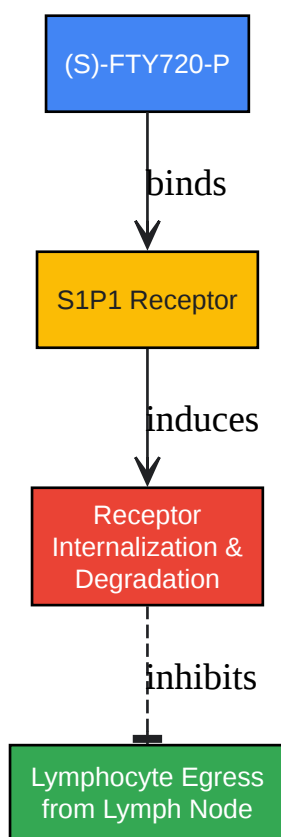 (S)-FTY720-P
binds
S1P1 Receptor
induces
Receptor
Internalization &
Degradation
inhibits
Lymphocyte Egress
from Lymph Node